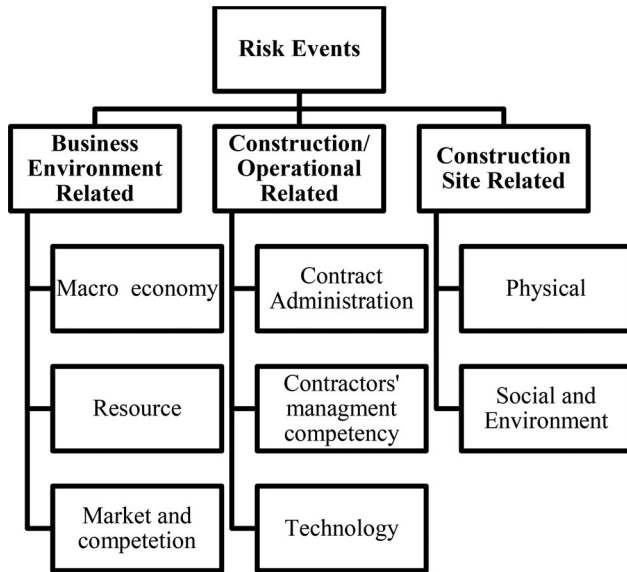 Risk Events
Business
Environment
Related
Construction/
Operational
Related
Construction
Site Related
Macro economy
Contract
Administration
Physical
Resource
Contractors'
managment
competency
Social and
Environment
Market and
competetion
Technology